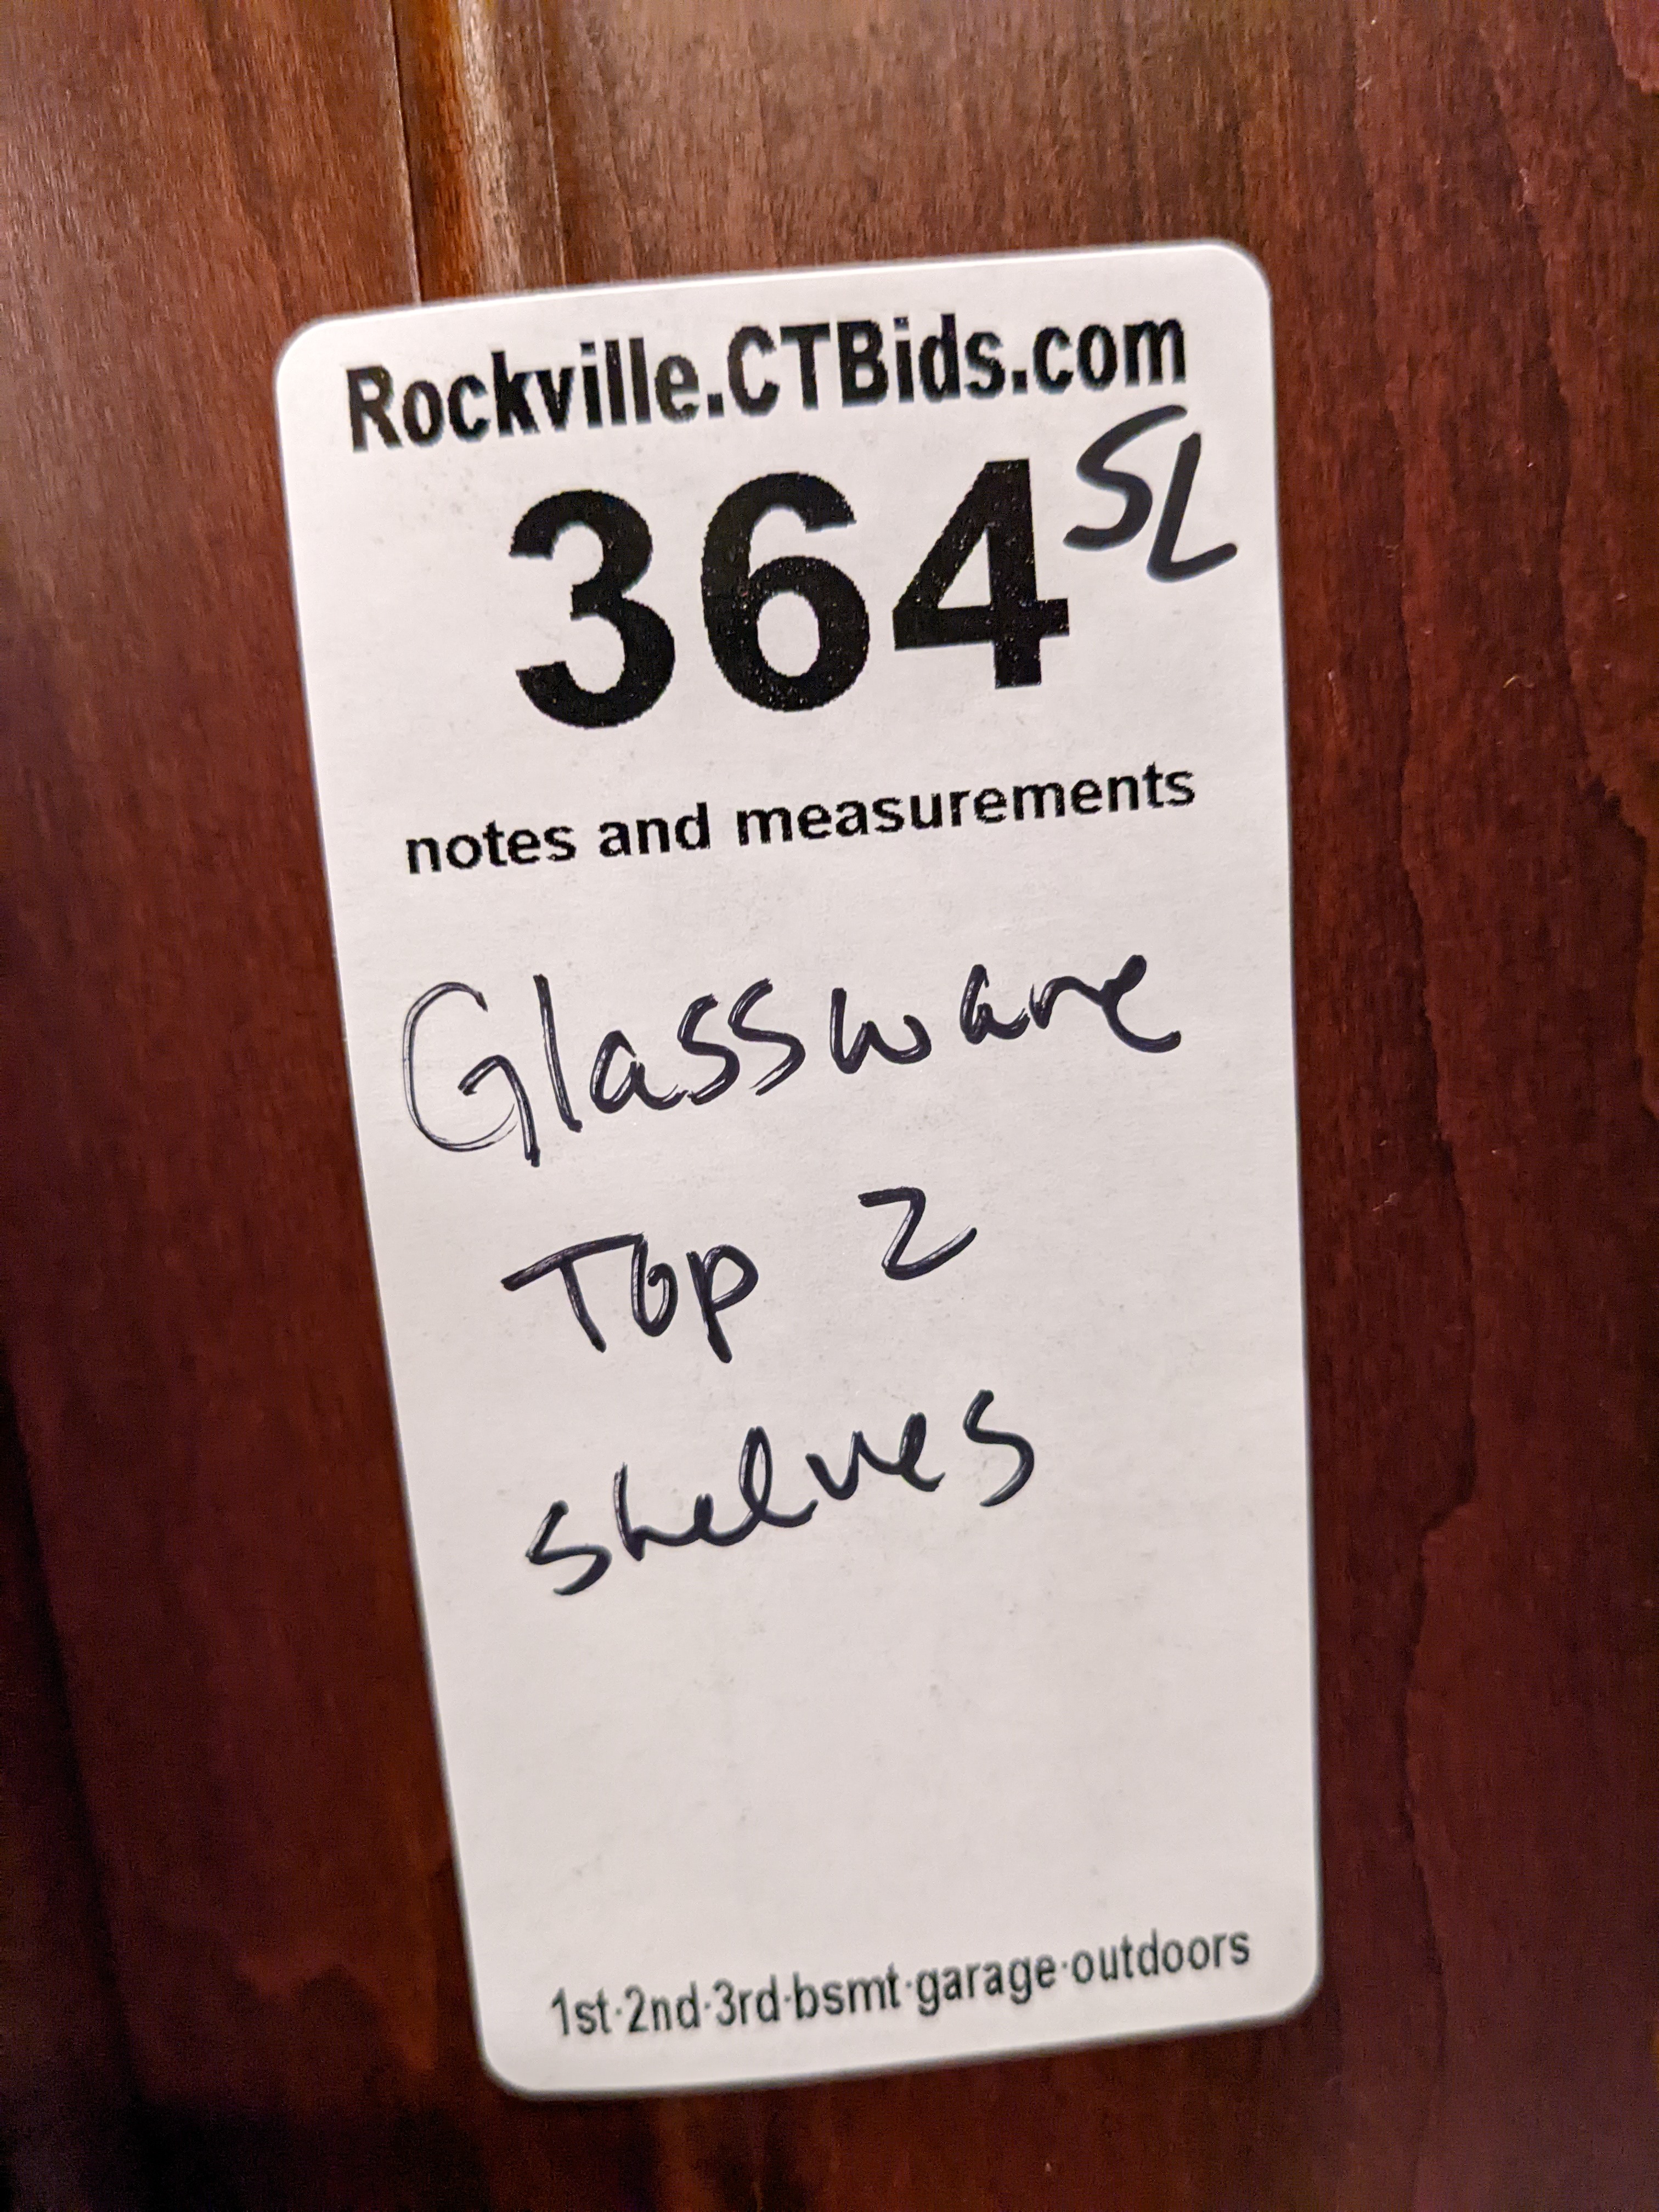 Rockville.CTBids.com
364 SL
notes and measurements
Glassware
Top 2
shelves
1st·2nd·3rd·bsmt·garage·outdoors